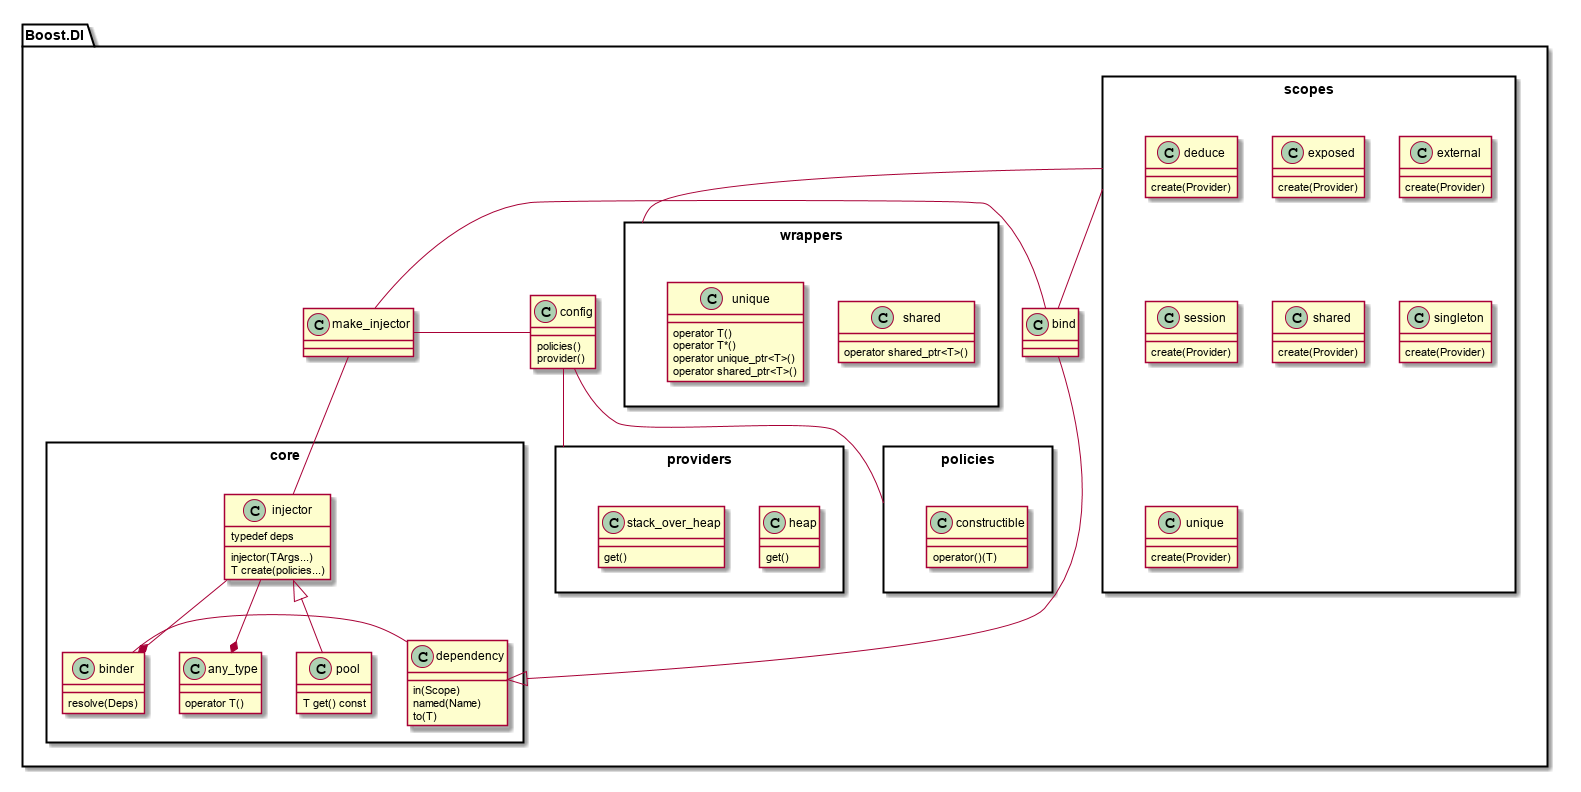 Boost.DI
scopes
C deduce
create(Provider)
C exposed
create(Provider)
C external
create(Provider)
C session
create(Provider)
C shared
create(Provider)
C singleton
create(Provider)
C unique
create(Provider)
wrappers
C unique
operator T()
operator T*()
operator unique_ptr<T>()
operator shared_ptr<T>()
C shared
operator shared_ptr<T>()
C make_injector
C config
policies()
provider()
C bind
core
C injector
typedef deps
injector(TArgs...)
T create(policies...)
C binder
resolve(Deps)
C any_type
operator T()
C pool
T get() const
C dependency
in(Scope)
named(Name)
to(T)
providers
C stack_over_heap
get()
C heap
get()
policies
C constructible
operator()(T)